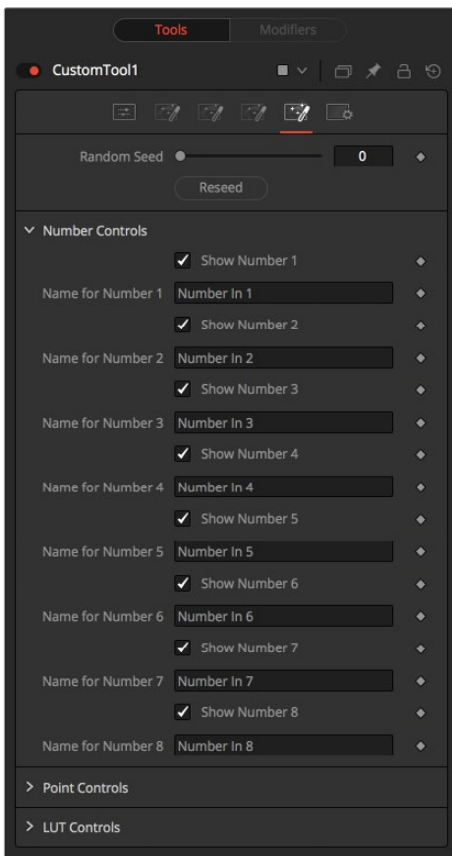 Tools Modifiers
CustomTool1
Random Seed 0
Reseed
Number Controls
Show Number 1
Name for Number 1 Number In 1
Show Number 2
Name for Number 2 Number In 2
Show Number 3
Name for Number 3 Number In 3
Show Number 4
Name for Number 4 Number In 4
Show Number 5
Name for Number 5 Number In 5
Show Number 6
Name for Number 6 Number In 6
Show Number 7
Name for Number 7 Number In 7
Show Number 8
Name for Number 8 Number In 8
Point Controls
LUT Controls